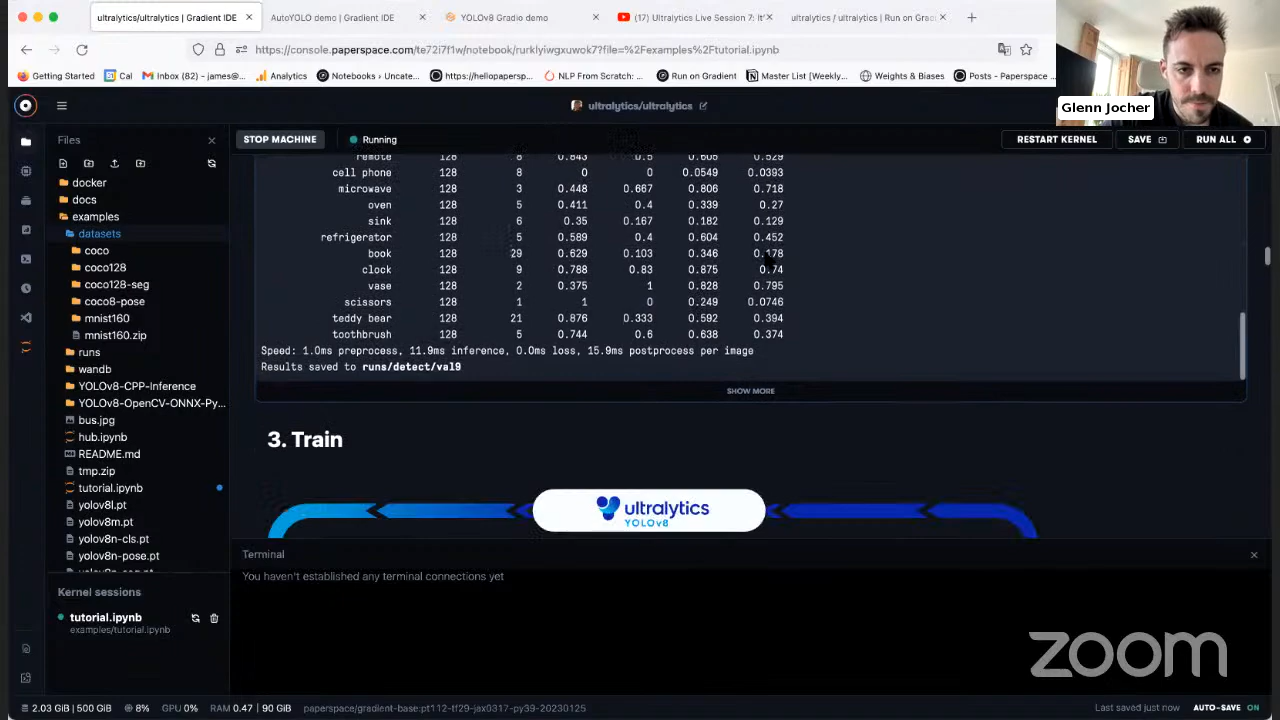 ultralytics/ultralytics | Gradient IDE
AutoYOLO demo | Gradient IDE
YOLOv8 Gradio demo
(17) Ultralytics Live Session 7: It'
ultralytics / ultralytics | Run on Grac
https://console.paperspace.com/te72i7f1w/notebook/rurklyiwgxuwok7?file=%2Fexamples%2Ftutorial.ipynb
Getting Started
Cal
Inbox (82) - james@...
Analytics
Notebooks › Uncate...
https://hellopapersp...
NLP From Scratch: ...
Run on Gradient
Master List [Weekly...
Weights & Biases
Posts - Paperspace
Glenn Jocher
ultralytics/ultralytics
Files
STOP MACHINE
Running
RESTART KERNEL
SAVE
RUN ALL
docker
docs
examples
datasets
coco
coco128
coco128-seg
coco8-pose
mnist160
mnist160.zip
runs
wandb
YOLOv8-CPP-Inference
YOLOv8-OpenCV-ONNX-Py...
bus.jpg
hub.ipynb
README.md
tmp.zip
tutorial.ipynb
yolov8l.pt
yolov8m.pt
yolov8n-cls.pt
yolov8n-pose.pt
yolov8n-seg.pt
remote 128 8 0.843 0.5 0.605 0.529
cell phone 128 8 0 0 0.0549 0.0393
microwave 128 3 0.448 0.667 0.806 0.718
oven 128 5 0.411 0.4 0.339 0.27
sink 128 6 0.35 0.167 0.182 0.129
refrigerator 128 5 0.589 0.4 0.604 0.452
book 128 29 0.629 0.103 0.346 0.178
clock 128 9 0.788 0.83 0.875 0.74
vase 128 2 0.375 1 0.828 0.795
scissors 128 1 1 0 0.249 0.0746
teddy bear 128 21 0.876 0.333 0.592 0.394
toothbrush 128 5 0.744 0.6 0.638 0.374
Speed: 1.0ms preprocess, 11.9ms inference, 0.0ms loss, 15.9ms postprocess per image
Results saved to runs/detect/val9
SHOW MORE
3. Train
ultralytics
YOLOv8
Terminal
You haven't established any terminal connections yet
Kernel sessions
tutorial.ipynb
examples/tutorial.ipynb
zoom
2.03 GiB | 500 GiB
8%
GPU 0%
RAM 0.47 | 90 GiB
paperspace/gradient-base:pt112-tf29-jax0317-py39-20230125
Last saved just now
AUTO-SAVE ON